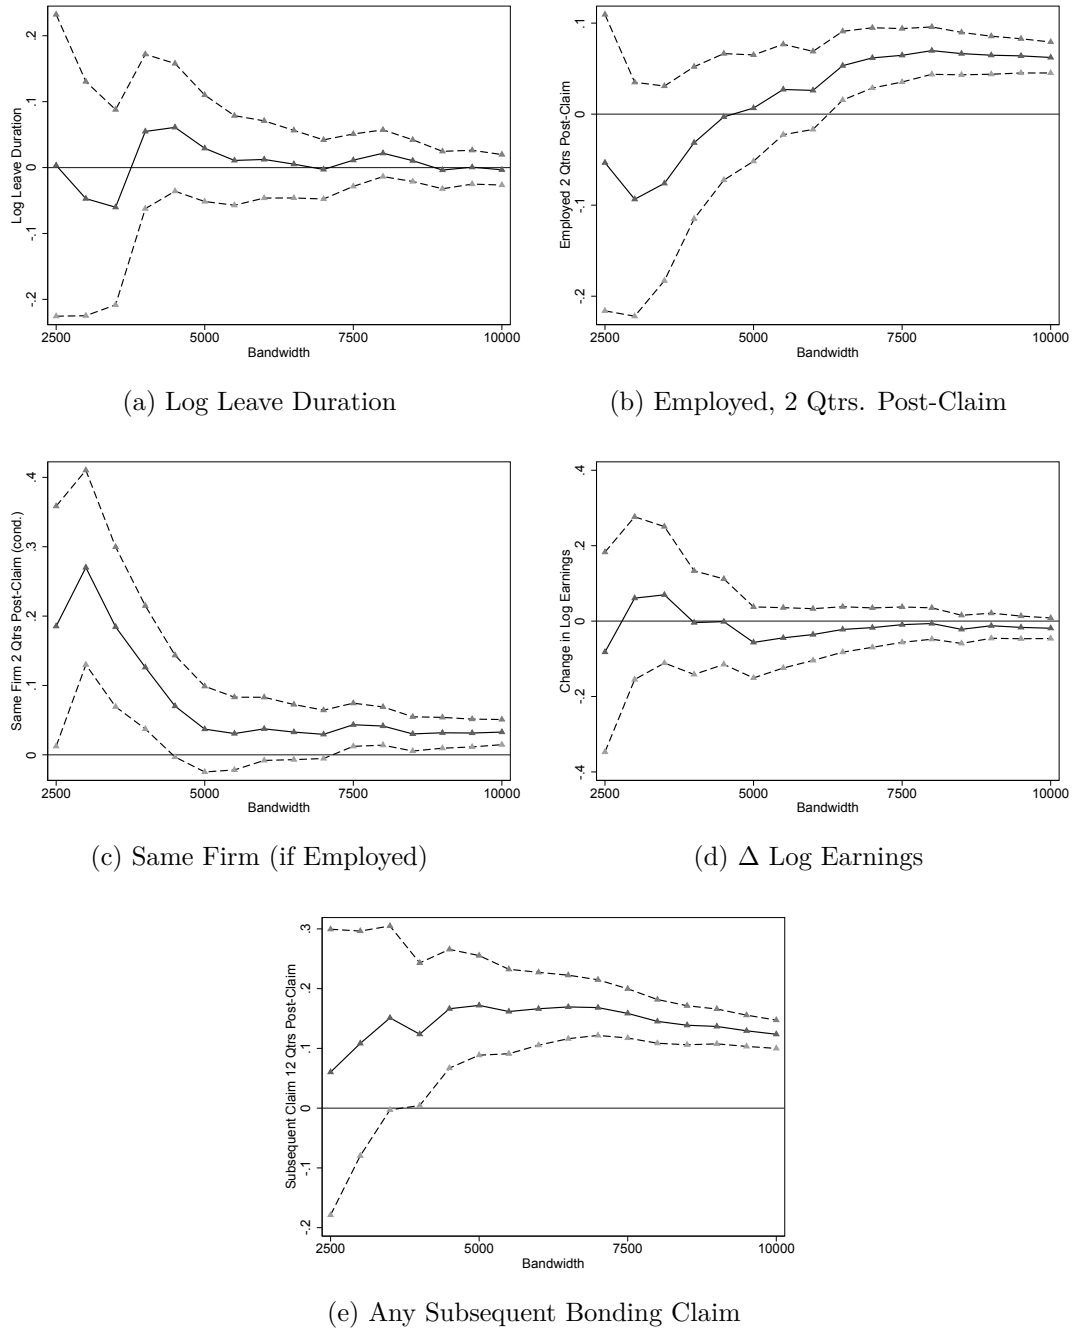 Log Leave Duration
.2
.1
0
-.1
-.2
2500 5000 7500 10000
Bandwidth
(a) Log Leave Duration
Employed 2 Qtrs Post-Claim
.1
0
-.1
-.2
2500 5000 7500 10000
Bandwidth
(b) Employed, 2 Qtrs. Post-Claim
Same Firm 2 Qtrs Post-Claim (cond.)
.4
.3
.2
.1
0
2500 5000 7500 10000
Bandwidth
(c) Same Firm (if Employed)
Change in Log Earnings
.4
.2
0
-.2
-.4
2500 5000 7500 10000
Bandwidth
(d) Δ Log Earnings
Subsequent Claim 12 Qtrs Post-Claim
.3
.2
.1
0
-.1
-.2
2500 5000 7500 10000
Bandwidth
(e) Any Subsequent Bonding Claim